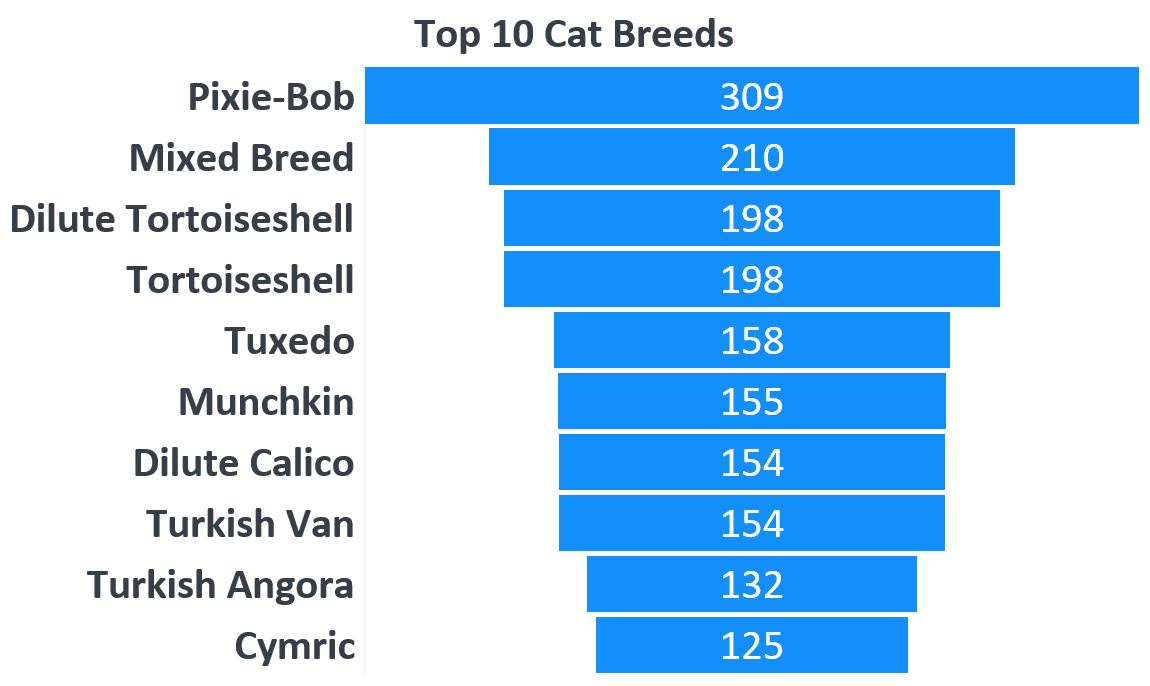 Top 10 Cat Breeds
Pixie-Bob 309
Mixed Breed 210
Dilute Tortoiseshell 198
Tortoiseshell 198
Tuxedo 158
Munchkin 155
Dilute Calico 154
Turkish Van 154
Turkish Angora 132
Cymric 125